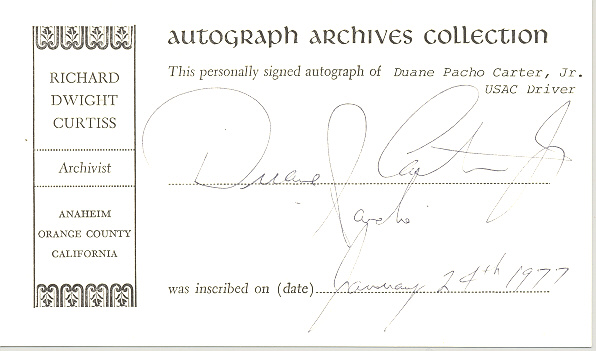 AUTOGRAPH ARCHIVES COLLECTION
RICHARD
DWIGHT
CURTISS
Archivist
ANAHEIM
ORANGE COUNTY
CALIFORNIA
This personally signed autograph of Duane Pacho Carter, Jr.
USAC Driver
Duane Carter Jr
"Pancho"
was inscribed on (date) January 24th 1977